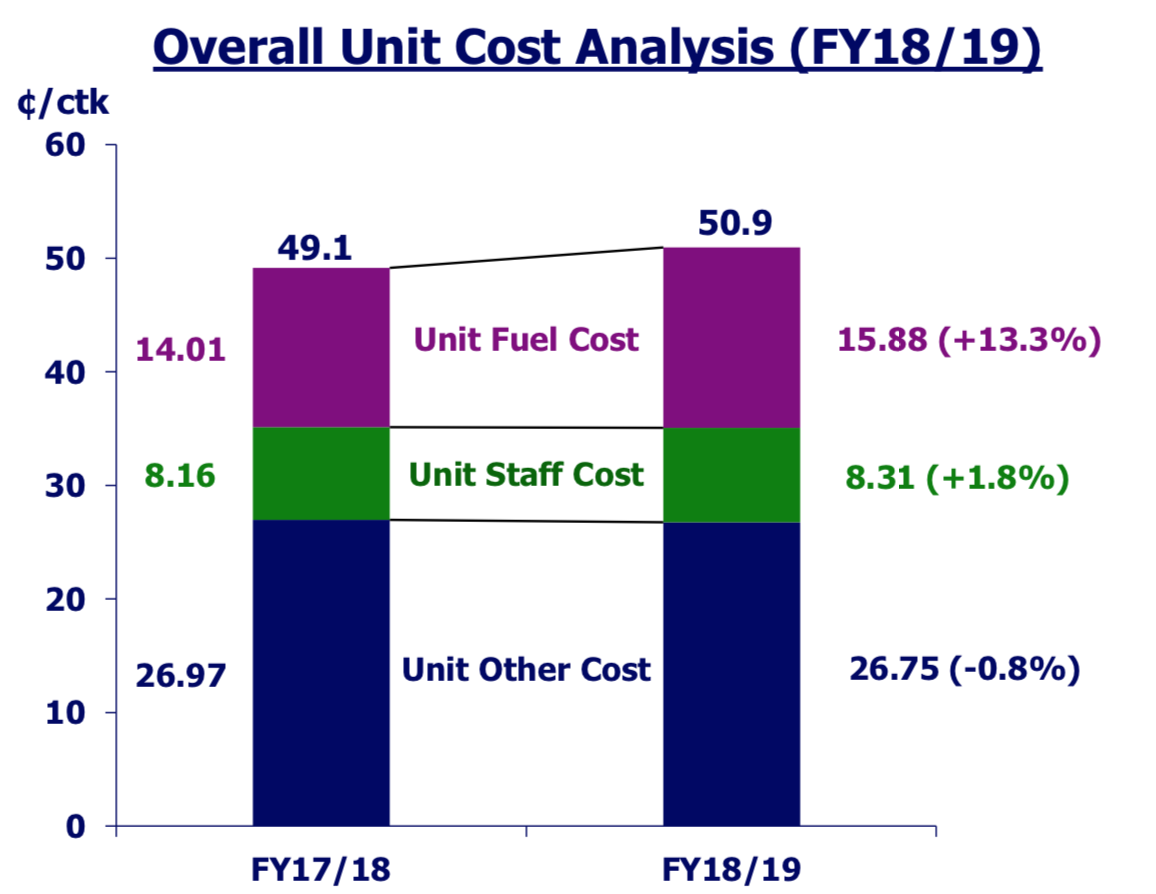 Overall Unit Cost Analysis (FY18/19)
¢/ctk
60
50
40
30
20
10
0
49.1
50.9
14.01
Unit Fuel Cost
15.88 (+13.3%)
8.16
Unit Staff Cost
8.31 (+1.8%)
26.97
Unit Other Cost
26.75 (-0.8%)
FY17/18
FY18/19